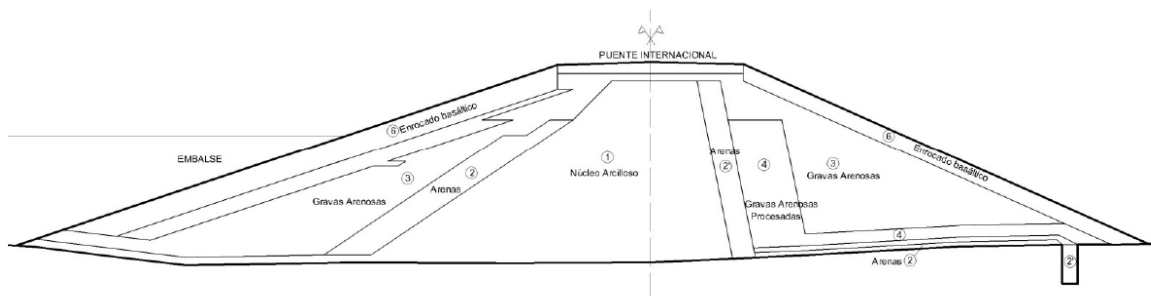 PUENTE INTERNACIONAL
⑥ Enrocado basáltico
EMBALSE
③
Gravas Arenosas
②
Arenas
①
Núcleo Arcilloso
Arenas
②'
④
Gravas Arenosas
Procesadas
③
Gravas Arenosas
⑥
Enrocado basáltico
④
Arenas ②
②'